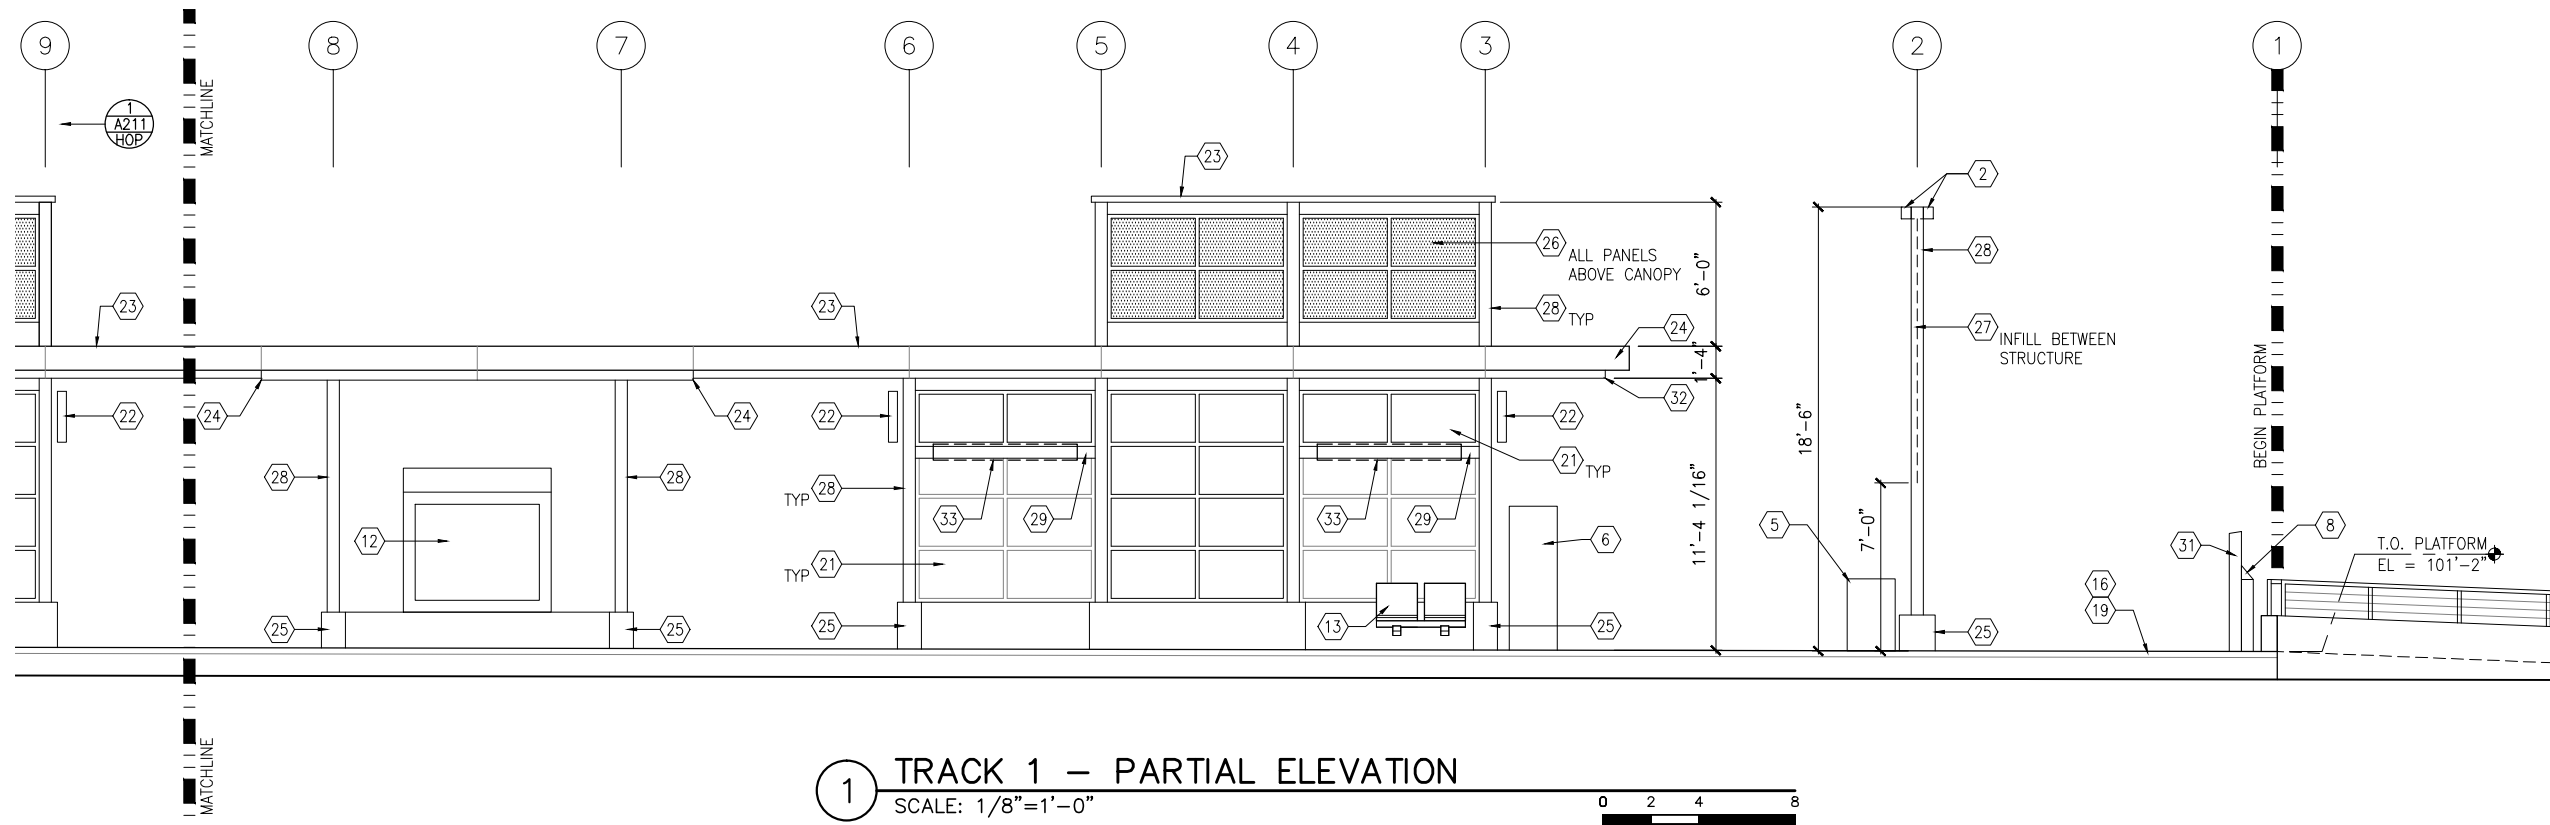 9
8
7
6
5
4
3
2
1
1
A211
HOP
MATCHLINE
23
2
26
ALL PANELS
ABOVE CANOPY
28
6'-0"
23
23
28 TYP
24
27
INFILL BETWEEN
STRUCTURE
1'-4"
BEGIN PLATFORM
22
24
24
22
22
32
18'-6"
28
28
TYP 28
33
29
33
29
21 TYP
11'-4 1/16"
7'-0"
12
TYP 21
6
5
31
8
T.O. PLATFORM
EL = 101'-2"
16
19
25
25
25
13
25
25
MATCHLINE
1
TRACK 1 - PARTIAL ELEVATION
SCALE: 1/8"=1'-0"
0 2 4 8